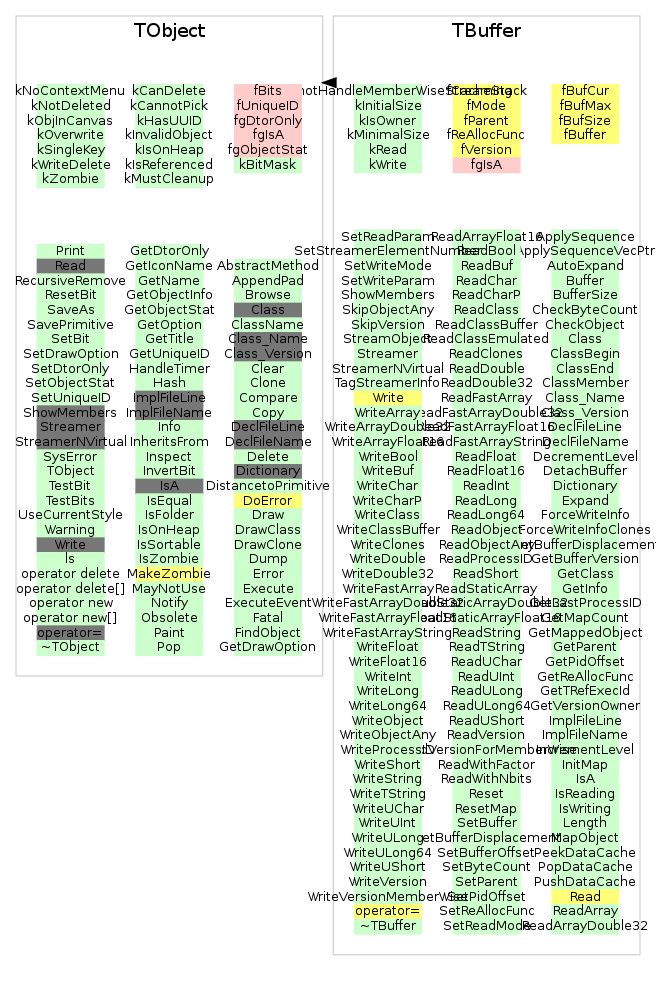 TObject
kNoContextMenu
kNotDeleted
kObjInCanvas
kOverwrite
kSingleKey
kWriteDelete
kZombie
kCanDelete
kCannotPick
kHasUUID
kInvalidObject
kIsOnHeap
kIsReferenced
kMustCleanup
fBits
fUniqueID
fgDtorOnly
fgIsA
fgObjectStat
kBitMask
Print
Read
RecursiveRemove
ResetBit
SaveAs
SavePrimitive
SetBit
SetDrawOption
SetDtorOnly
SetObjectStat
SetUniqueID
ShowMembers
Streamer
StreamerNVirtual
SysError
TObject
TestBit
TestBits
UseCurrentStyle
Warning
Write
ls
operator delete
operator delete[]
operator new
operator new[]
operator=
~TObject
GetDtorOnly
GetIconName
GetName
GetObjectInfo
GetObjectStat
GetOption
GetTitle
GetUniqueID
HandleTimer
Hash
ImplFileLine
ImplFileName
Info
InheritsFrom
Inspect
InvertBit
IsA
IsEqual
IsFolder
IsOnHeap
IsSortable
IsZombie
MakeZombie
MayNotUse
Notify
Obsolete
Paint
Pop
AbstractMethod
AppendPad
Browse
Class
ClassName
Class_Name
Class_Version
Clear
Clone
Compare
Copy
DeclFileLine
DeclFileName
Delete
Dictionary
DistancetoPrimitive
DoError
Draw
DrawClass
DrawClone
Dump
Error
Execute
ExecuteEvent
Fatal
FindObject
GetDrawOption
TBuffer
kInitialSize
kIsOwner
kMinimalSize
kRead
kWrite
fCacheStack
fMode
fParent
fReAllocFunc
fVersion
fgIsA
fBufCur
fBufMax
fBufSize
fBuffer
SetReadParam
SetStreamerElementNumber
SetWriteMode
SetWriteParam
ShowMembers
SkipObjectAny
SkipVersion
StreamObject
Streamer
StreamerNVirtual
TagStreamerInfo
Write
WriteArray
WriteArrayDouble32
WriteArrayFloat16
WriteBool
WriteBuf
WriteChar
WriteCharP
WriteClass
WriteClassBuffer
WriteClones
WriteDouble
WriteDouble32
WriteFastArray
WriteFastArrayDouble32
WriteFastArrayFloat16
WriteFastArrayString
WriteFloat
WriteFloat16
WriteInt
WriteLong
WriteLong64
WriteObject
WriteObjectAny
WriteProcessID
WriteShort
WriteString
WriteTString
WriteUChar
WriteUInt
WriteULong
WriteULong64
WriteUShort
WriteVersion
WriteVersionMemberWise
operator=
~TBuffer
ReadArrayFloat16
ReadBool
ReadBuf
ReadChar
ReadCharP
ReadClass
ReadClassBuffer
ReadClassEmulated
ReadClones
ReadDouble
ReadDouble32
ReadFastArray
ReadFastArrayString
ReadFloat
ReadFloat16
ReadInt
ReadLong
ReadLong64
ReadObject
ReadObjectAny
ReadProcessID
ReadShort
ReadStaticArray
ReadString
ReadTString
ReadUChar
ReadUInt
ReadULong
ReadULong64
ReadUShort
ReadVersion
ReadWithFactor
ReadWithNbits
Reset
ResetMap
SetBuffer
SetBufferOffset
SetByteCount
SetParent
SetPidOffset
SetReAllocFunc
SetReadMode
ApplySequence
ApplySequenceVecPtr
AutoExpand
Buffer
BufferSize
CheckByteCount
CheckObject
Class
ClassBegin
ClassEnd
ClassMember
Class_Name
Class_Version
DeclFileLine
DeclFileName
DecrementLevel
DetachBuffer
Dictionary
Expand
ForceWriteInfo
ForceWriteInfoClones
GetBufferVersion
GetClass
GetInfo
GetLastProcessID
GetMapCount
GetMappedObject
GetParent
GetPidOffset
GetReAllocFunc
GetTRefExecId
GetVersionOwner
ImplFileLine
ImplFileName
IncrementLevel
InitMap
IsA
IsReading
IsWriting
Length
MapObject
PeekDataCache
PopDataCache
PushDataCache
Read
ReadArray
ReadArrayDouble32